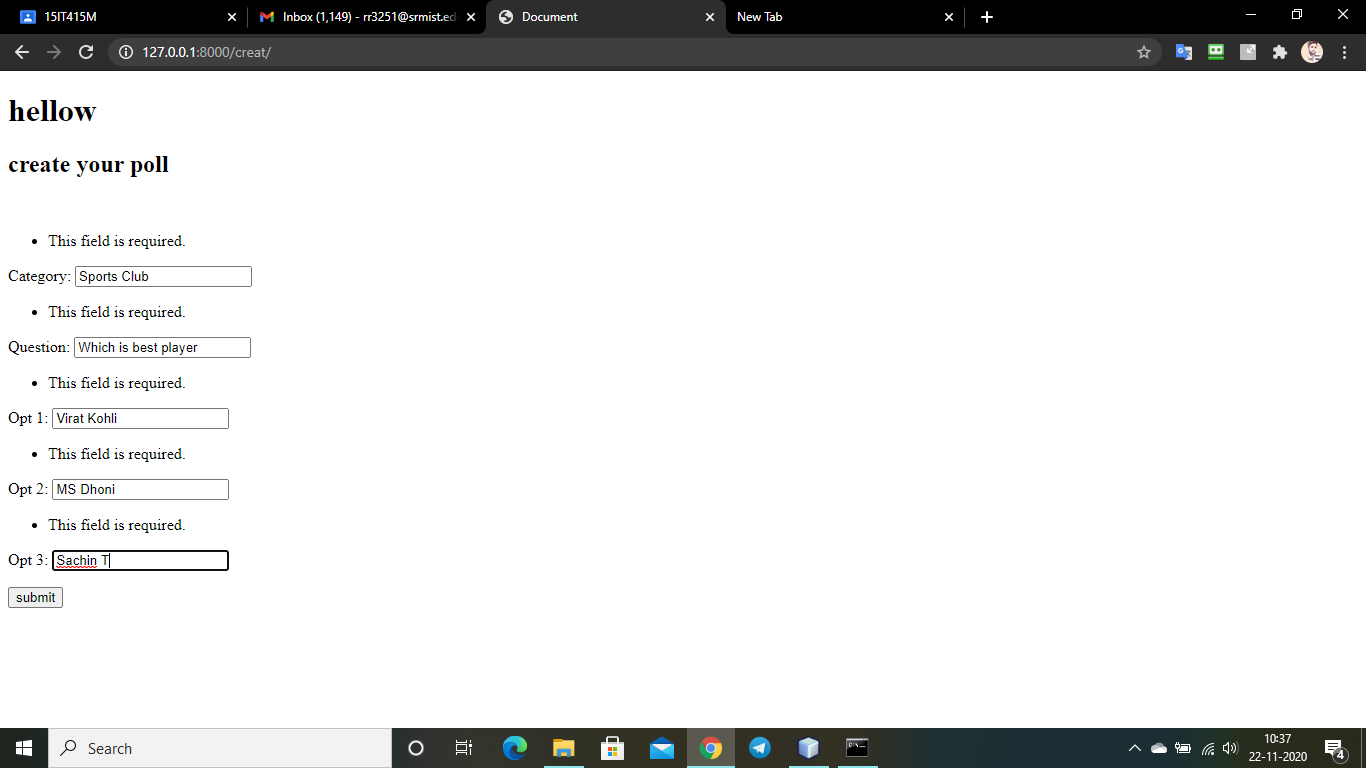 15IT415M
Inbox (1,149) - rr3251@srmist.ed
Document
New Tab
127.0.0.1:8000/creat/
hellow
create your poll
This field is required.
Category: Sports Club
This field is required.
Question: Which is best player
This field is required.
Opt 1: Virat Kohli
This field is required.
Opt 2: MS Dhoni
This field is required.
Opt 3: Sachin T
submit
Search
10:37
22-11-2020
4